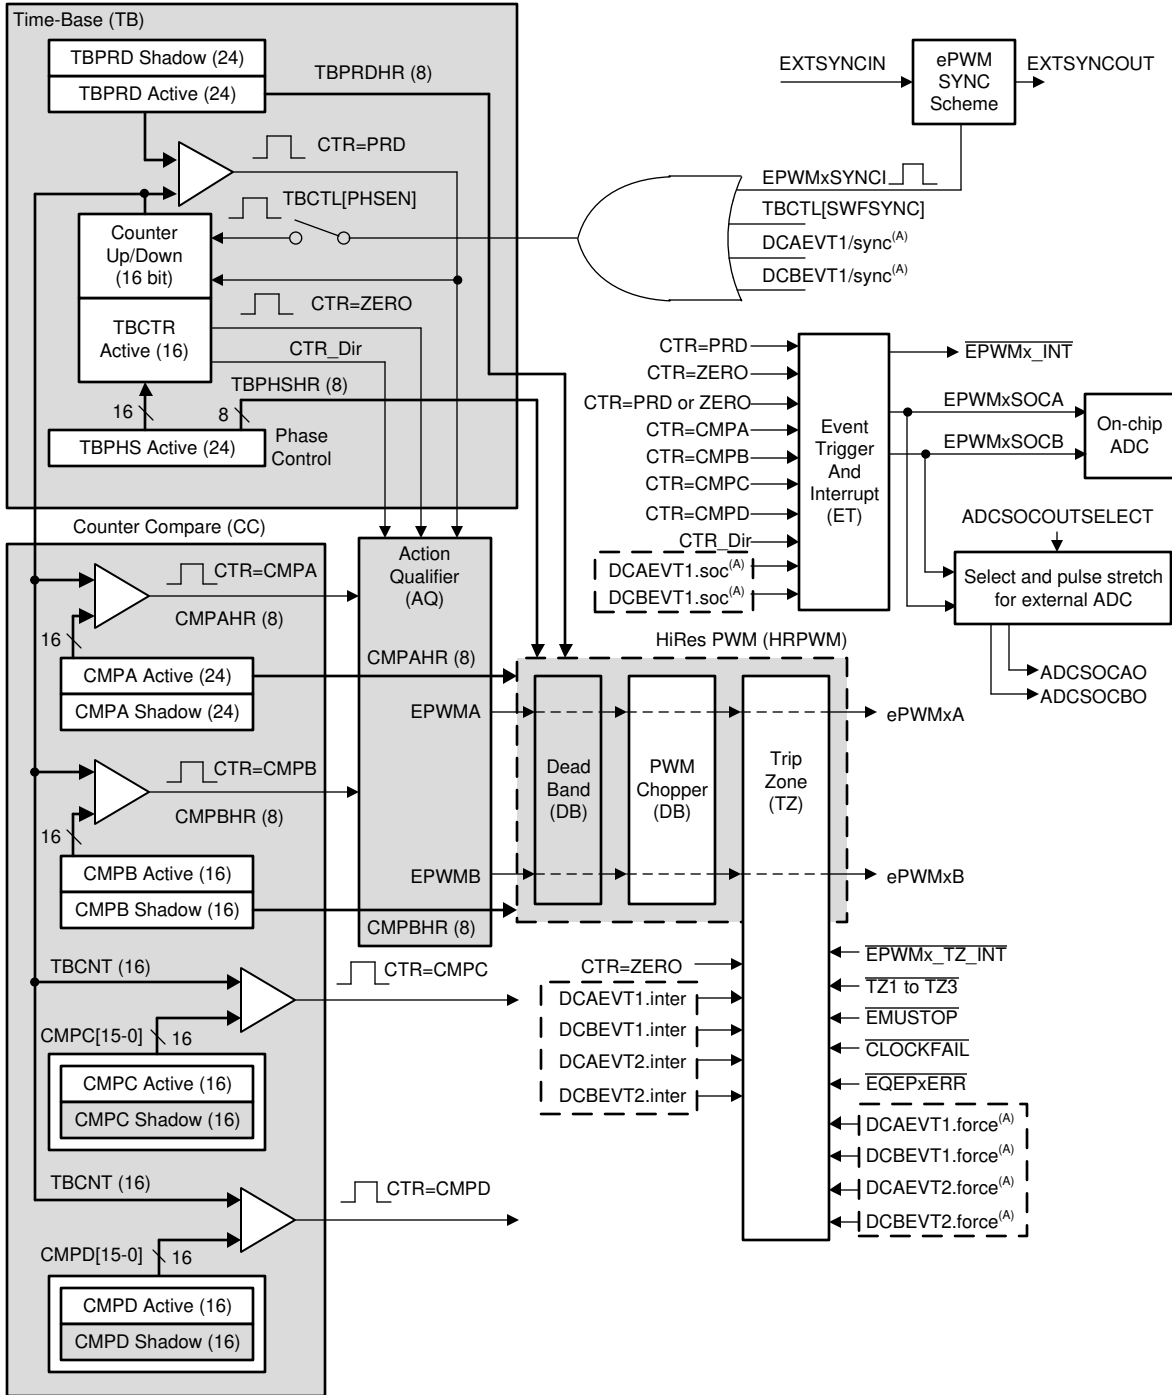 Time-Base (TB)
TBPRD Shadow (24)
TBPRD Active (24)
TBPRDHR (8)
CTR=PRD
TBCTL[PHSEN]
Counter
Up/Down
(16 bit)
CTR=ZERO
TBCTR
Active (16)
CTR_Dir
TBPHSHR (8)
16
8
TBPHS Active (24)
Phase
Control
EXTSYNCIN
ePWM
SYNC
Scheme
EXTSYNCOUT
EPWMxSYNCI
TBCTL[SWFSYNC]
DCAEVT1/sync(A)
DCBEVT1/sync(A)
CTR=PRD
CTR=ZERO
CTR=PRD or ZERO
CTR=CMPA
CTR=CMPB
CTR=CMPC
CTR=CMPD
CTR_Dir
DCAEVT1.soc(A)
DCBEVT1.soc(A)
Event
Trigger
And
Interrupt
(ET)
EPWMx_INT
EPWMxSOCA
EPWMxSOCB
On-chip
ADC
ADCSOCOUTSELECT
Select and pulse stretch
for external ADC
ADCSOCAO
ADCSOCBO
Counter Compare (CC)
CTR=CMPA
CMPAHR (8)
16
CMPA Active (24)
CMPA Shadow (24)
CTR=CMPB
CMPBHR (8)
16
CMPB Active (16)
CMPB Shadow (16)
TBCNT (16)
CTR=CMPC
CMPC[15-0]
16
CMPC Active (16)
CMPC Shadow (16)
TBCNT (16)
CTR=CMPD
CMPD[15-0]
16
CMPD Active (16)
CMPD Shadow (16)
Action
Qualifier
(AQ)
CMPAHR (8)
EPWMA
EPWMB
CMPBHR (8)
HiRes PWM (HRPWM)
Dead
Band
(DB)
PWM
Chopper
(DB)
Trip
Zone
(TZ)
ePWMxA
ePWMxB
CTR=ZERO
DCAEVT1.inter
DCBEVT1.inter
DCAEVT2.inter
DCBEVT2.inter
EPWMx_TZ_INT
TZ1 to TZ3
EMUSTOP
CLOCKFAIL
EQEPxERR
DCAEVT1.force(A)
DCBEVT1.force(A)
DCAEVT2.force(A)
DCBEVT2.force(A)